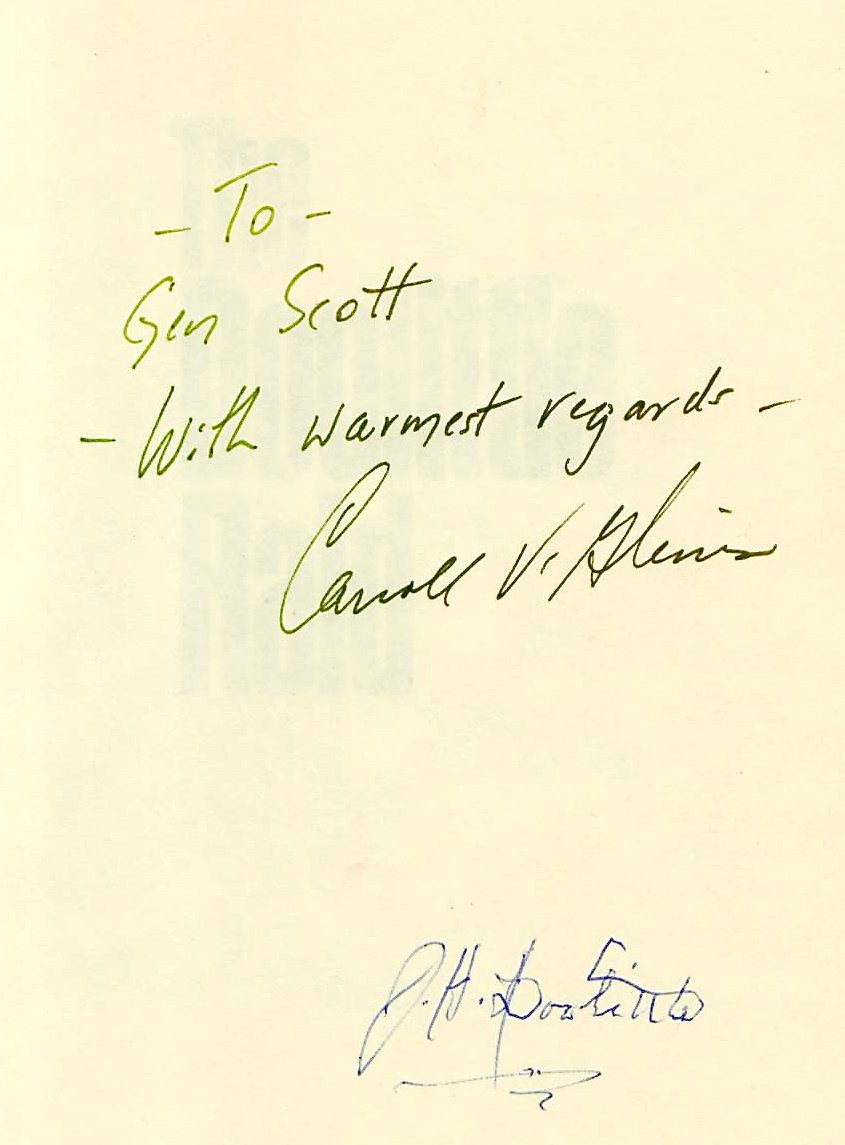 - To -
Gen Scott
- With warmest regards -
Carroll V. Glines
J. H. Doolittle